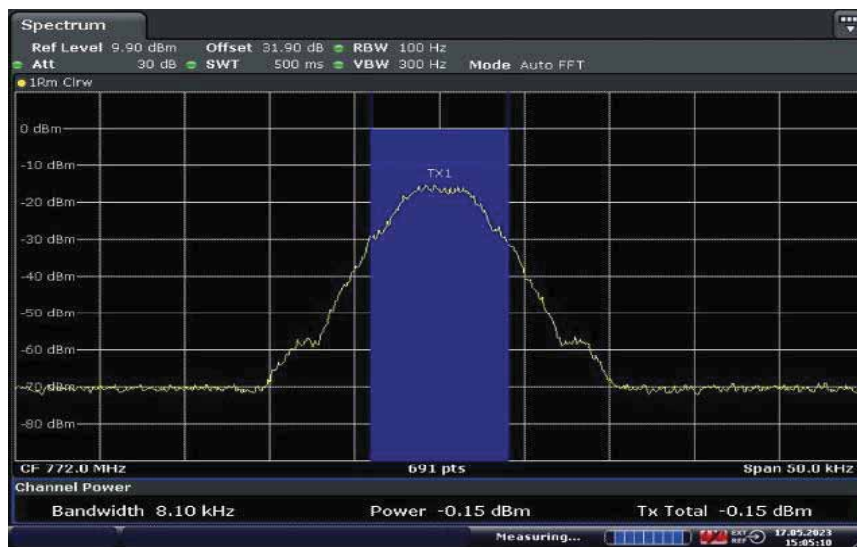 Spectrum
Ref Level 9.90 dBm Offset 31.90 dB RBW 100 Hz
Att 30 dB SWT 500 ms VBW 300 Hz Mode Auto FFT
1Rm Clrw
0 dBm
-10 dBm
TX1
-20 dBm
-30 dBm
-40 dBm
-50 dBm
-60 dBm
-70 dBm
-80 dBm
CF 772.0 MHz 691 pts Span 50.0 kHz
Channel Power
Bandwidth 8.10 kHz Power -0.15 dBm Tx Total -0.15 dBm
Measuring... EXT REF 17.05.2023
15:05:10